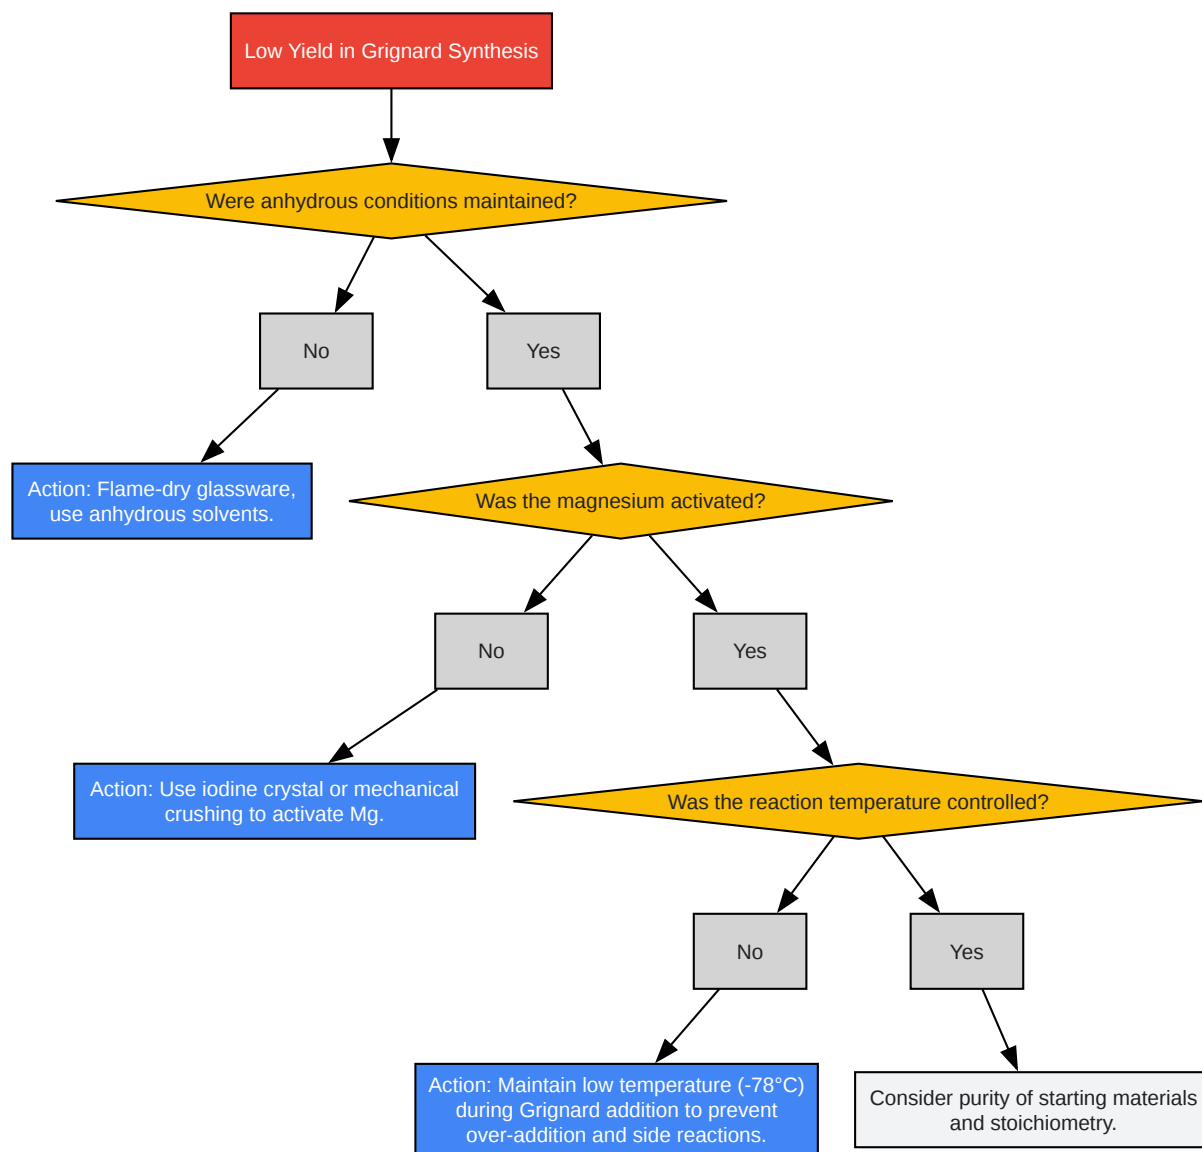 Low Yield in Grignard Synthesis
Were anhydrous conditions maintained?
No
Yes
Action: Flame-dry glassware,
use anhydrous solvents.
Was the magnesium activated?
No
Yes
Action: Use iodine crystal or mechanical
crushing to activate Mg.
Was the reaction temperature controlled?
No
Yes
Action: Maintain low temperature (-78°C)
during Grignard addition to prevent
over-addition and side reactions.
Consider purity of starting materials
and stoichiometry.